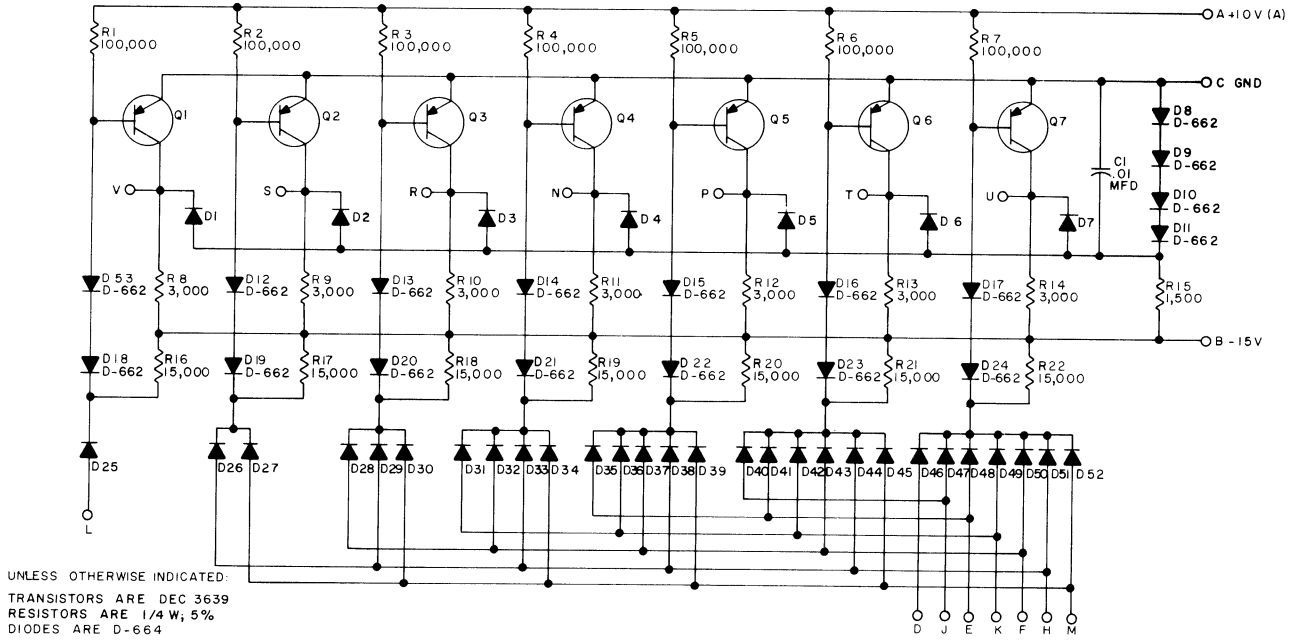 A +10V (A)
R1
100,000
R2
100,000
R3
100,000
R4
100,000
R5
100,000
R6
100,000
R7
100,000
C GND
Q1
Q2
Q3
Q4
Q5
Q6
Q7
D8
D-662
D9
D-662
D10
D-662
D11
D-662
C1
.01
MFD
V
S
R
N
P
T
U
D1
D2
D3
D4
D5
D6
D7
D53
D-662
R8
3,000
D12
D-662
R9
3,000
D13
D-662
R10
3,000
D14
D-662
R11
3,000
D15
D-662
R12
3,000
D16
D-662
R13
3,000
D17
D-662
R14
3,000
R15
1,500
B -15V
D18
D-662
R16
15,000
D19
D-662
R17
15,000
D20
D-662
R18
15,000
D21
D-662
R19
15,000
D22
D-662
R20
15,000
D23
D-662
R21
15,000
D24
D-662
R22
15,000
D25
D26
D27
D28
D29
D30
D31
D32
D33
D34
D35
D36
D37
D38
D39
D40
D41
D42
D43
D44
D45
D46
D47
D48
D49
D50
D51
D52
L
D
J
E
K
F
H
M
UNLESS OTHERWISE INDICATED:
TRANSISTORS ARE DEC 3639
RESISTORS ARE 1/4 W; 5%
DIODES ARE D-664